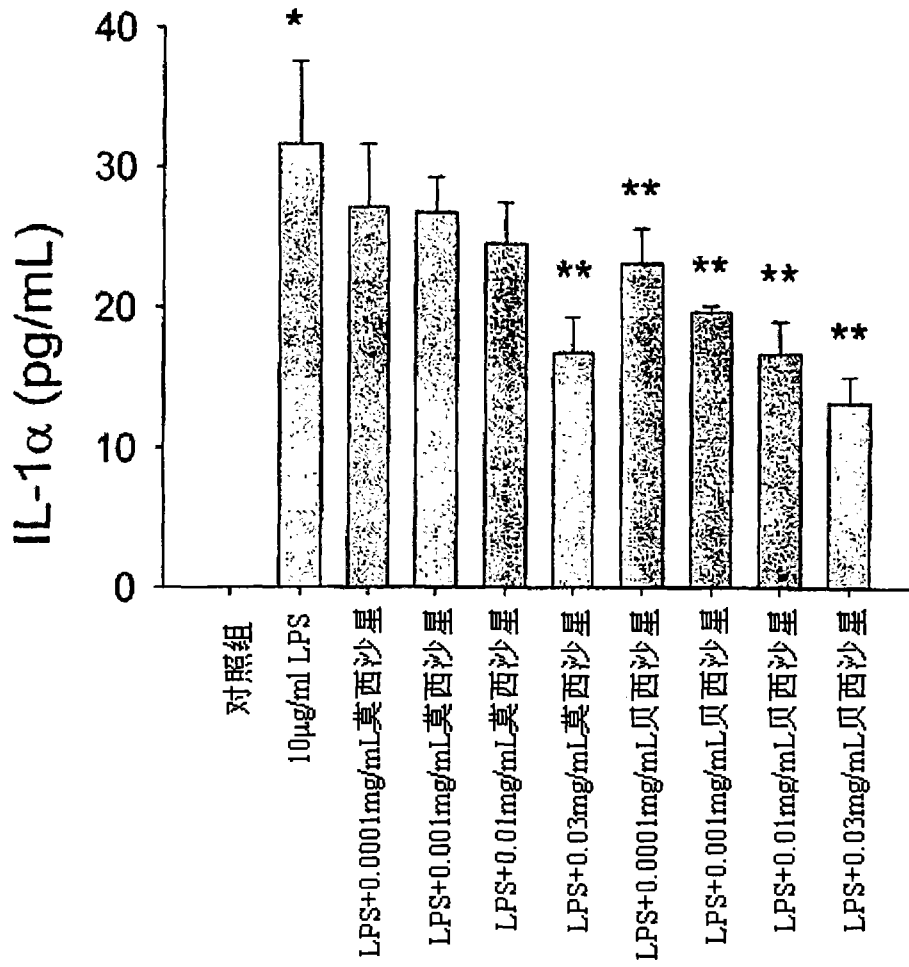 IL-1α (pg/mL)
40
30
20
10
0
*
**
**
**
**
**
对照组
10μg/ml LPS
LPS+0.0001mg/mL莫西沙星
LPS+0.001mg/mL莫西沙星
LPS+0.01mg/mL莫西沙星
LPS+0.03mg/mL莫西沙星
LPS+0.0001mg/mL贝西沙星
LPS+0.001mg/mL贝西沙星
LPS+0.01mg/mL贝西沙星
LPS+0.03mg/mL贝西沙星